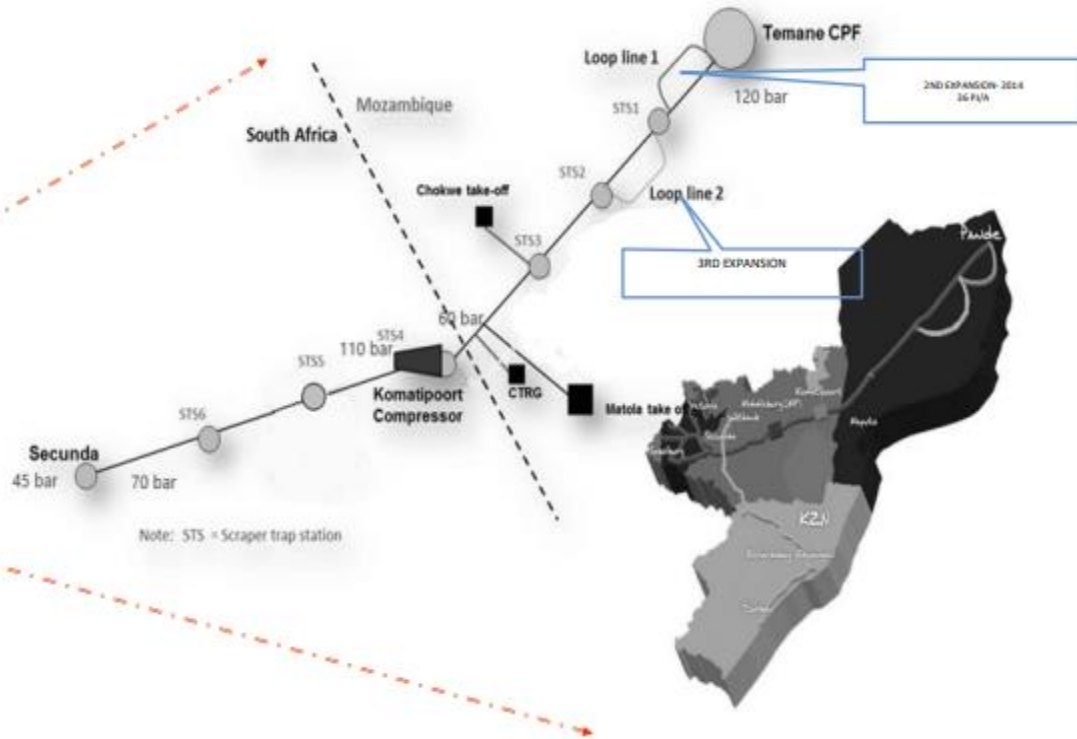 Temane CPF
Loop line 1
2ND EXPANSION- 2014
36 PJ/A
120 bar
Mozambique
South Africa
STS1
STS2
Loop line 2
Chokwe take-off
STS3
3RD EXPANSION
Pande
60 bar
STS4
110 bar
STS5
Komatipoort
Compressor
CTRG
Matola take of
STS6
Secunda
45 bar
70 bar
Note: STS = Scraper trap station
KZN